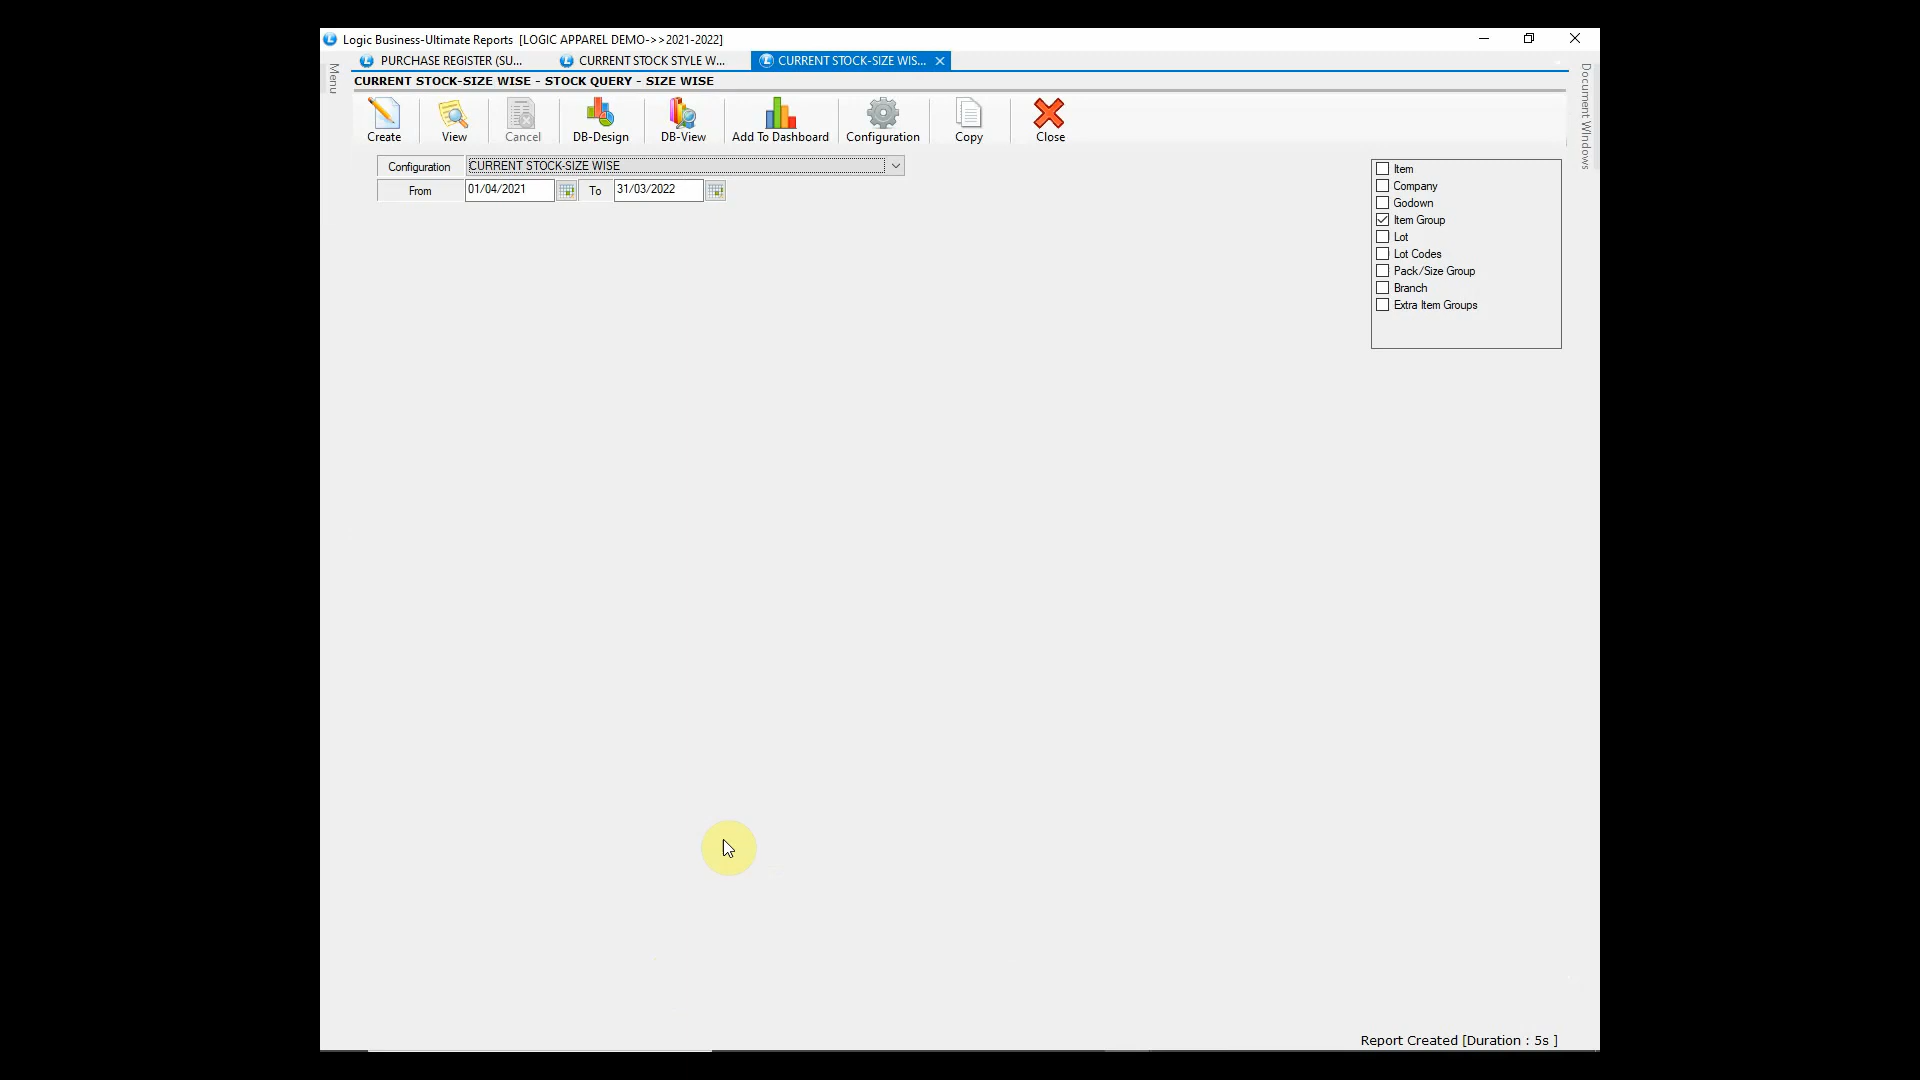 Logic Business-Ultimate Reports [LOGIC APPAREL DEMO->>2021-2022]
Menu
PURCHASE REGISTER (SU... CURRENT STOCK STYLE W... CURRENT STOCK-SIZE WIS...
CURRENT STOCK-SIZE WISE - STOCK QUERY - SIZE WISE
Create View Cancel DB-Design DB-View Add To Dashboard Configuration Copy Close
Configuration CURRENT STOCK-SIZE WISE
From 01/04/2021 To 31/03/2022
Item
Company
Godown
Item Group
Lot
Lot Codes
Pack/Size Group
Branch
Extra Item Groups
Document Windows
Report Created [Duration : 5s ]